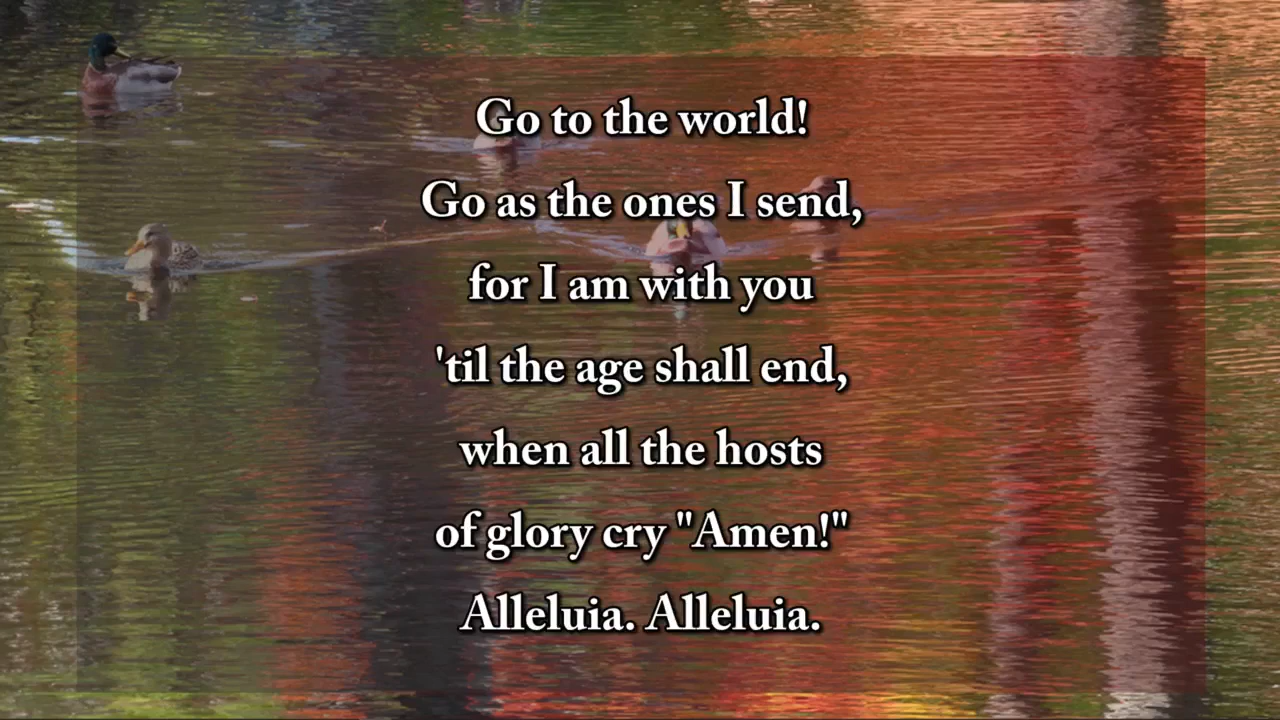 Go to the world!
Go as the ones I send,
for I am with you
'til the age shall end,
when all the hosts
of glory cry "Amen!"
Alleluia. Alleluia.